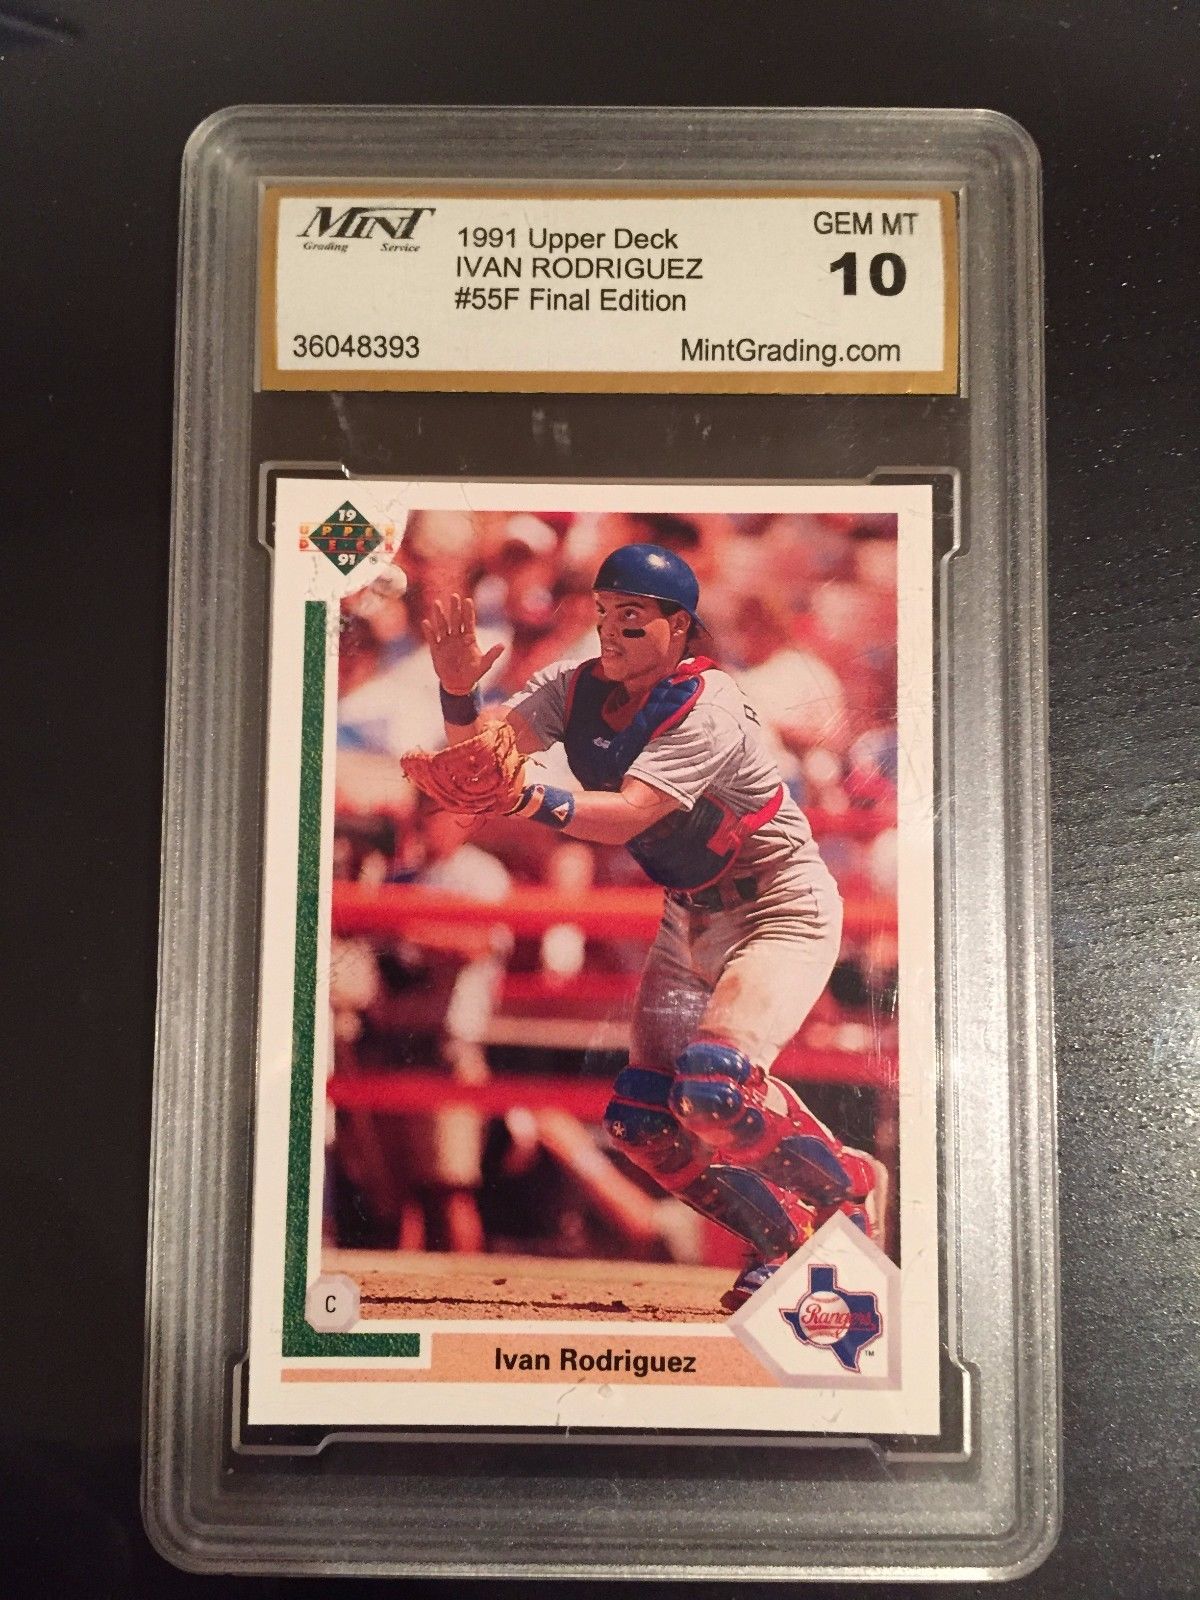 MINT
Grading Service
1991 Upper Deck
IVAN RODRIGUEZ
#55F Final Edition
GEM MT
10
36048393
MintGrading.com
19
UPPER
DECK
91 ®
R
C
Ivan Rodriguez
Rangers
TM